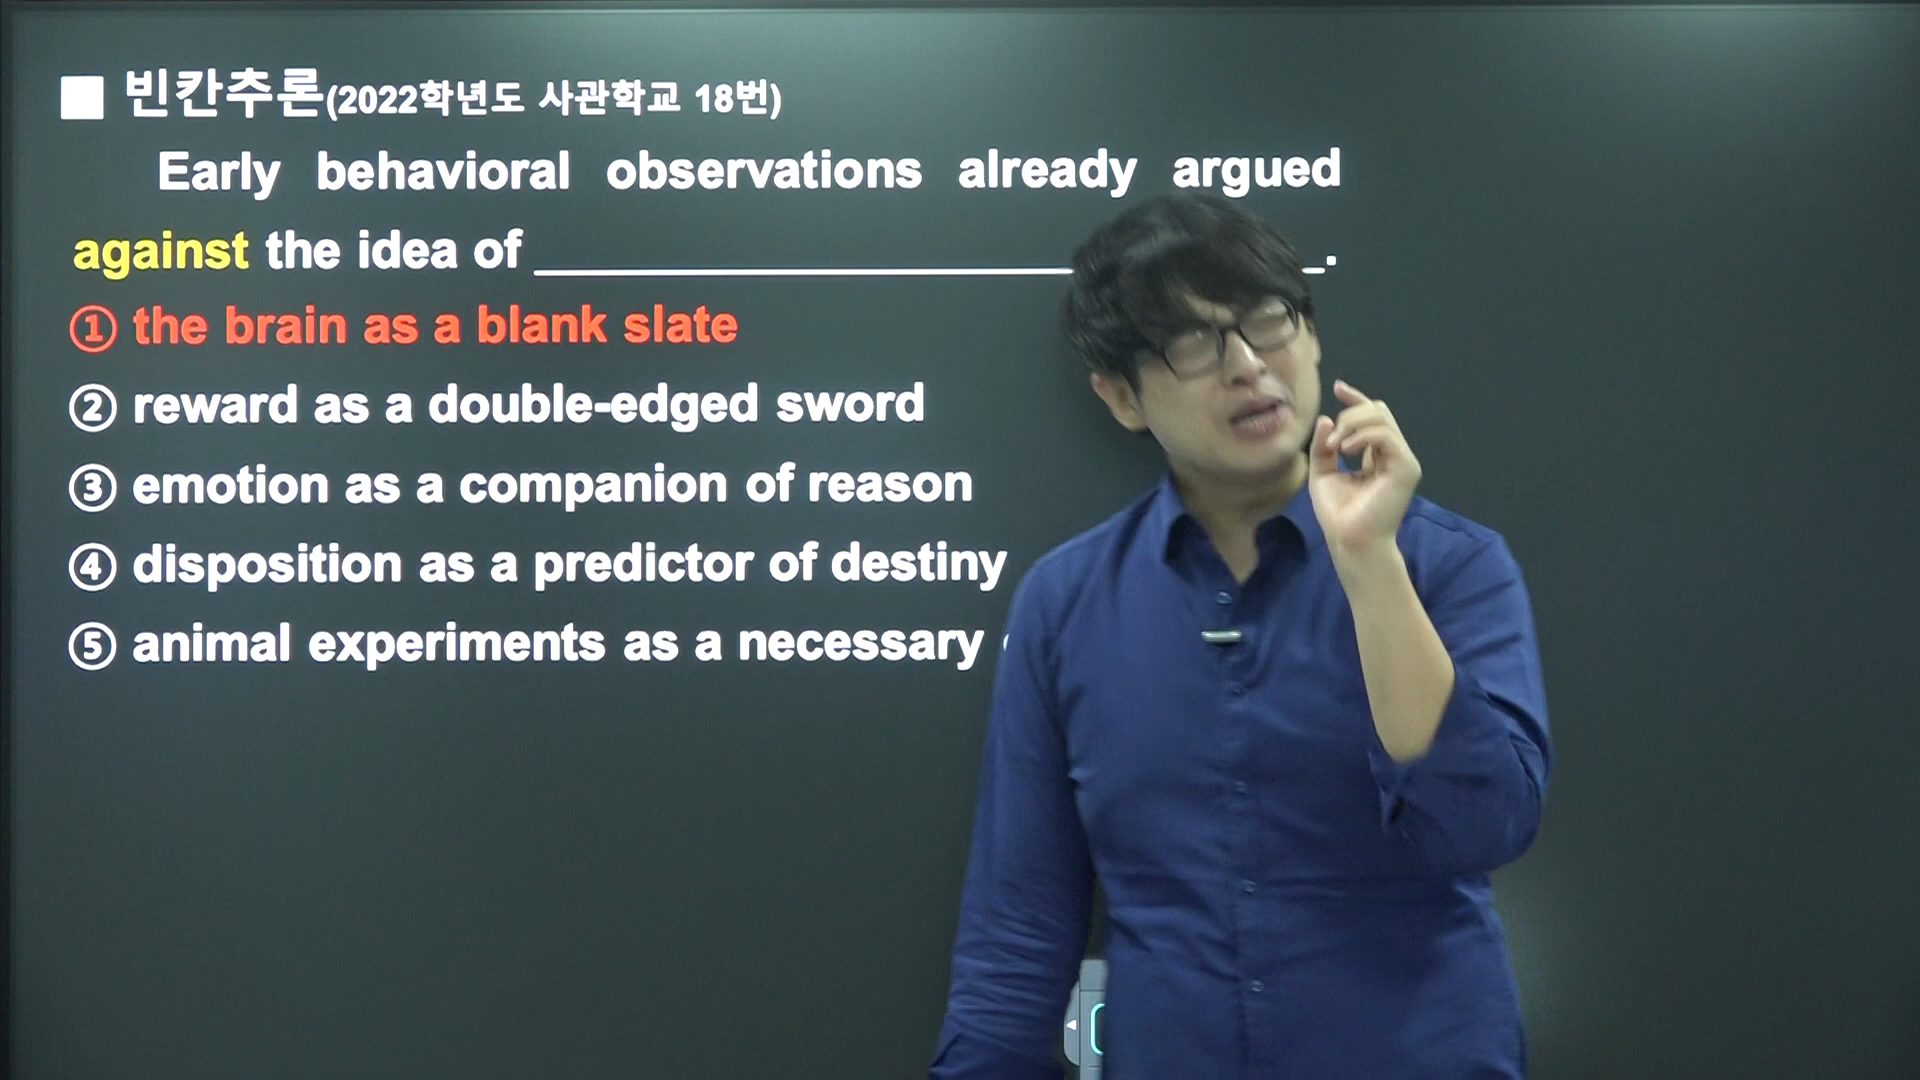 ■ 빈칸추론(2022학년도 사관학교 18번)
Early behavioral observations already argued
against the idea of ______________________________.
① the brain as a blank slate
② reward as a double-edged sword
③ emotion as a companion of reason
④ disposition as a predictor of destiny
⑤ animal experiments as a necessary